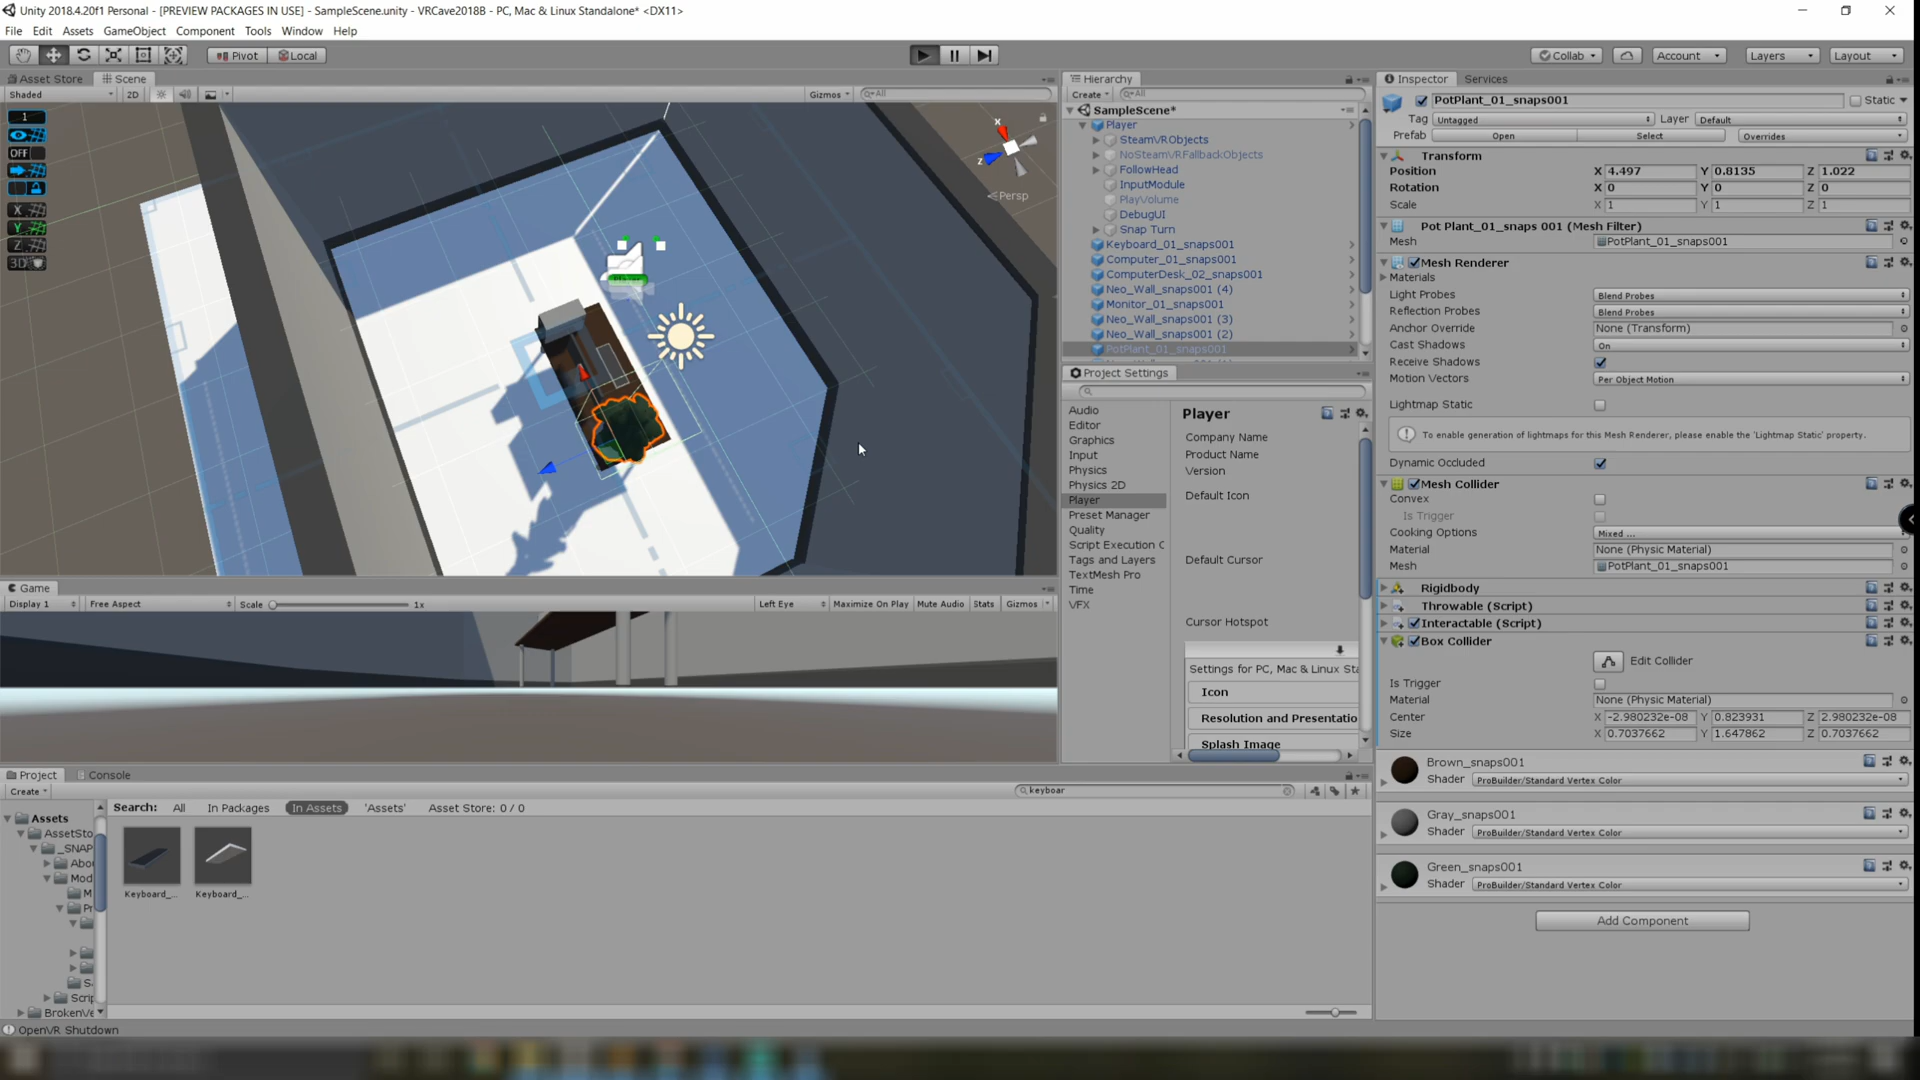 Unity 2018.4.20f1 Personal - [PREVIEW PACKAGES IN USE] - SampleScene.unity - VRCave2018B - PC, Mac & Linux Standalone* <DX11>
File Edit Assets GameObject Component Tools Window Help
Pivot Local Collab Account Layers Layout
Asset Store Scene
Shaded 2D Gizmos All
1
OFF
X
Y
Z
3D
x
z
Persp
Hierarchy
Create All
SampleScene*
Player
SteamVRObjects
NoSteamVRFallbackObjects
FollowHead
InputModule
PlayVolume
DebugUI
Snap Turn
Keyboard_01_snaps001
Computer_01_snaps001
ComputerDesk_02_snaps001
Neo_Wall_snaps001 (4)
Monitor_01_snaps001
Neo_Wall_snaps001 (3)
Neo_Wall_snaps001 (2)
PotPlant_01_snaps001
Project Settings
Audio
Editor
Graphics
Input
Physics
Physics 2D
Player
Preset Manager
Quality
Script Execution O
Tags and Layers
TextMesh Pro
Time
VFX
Player
Company Name
Product Name
Version
Default Icon
Default Cursor
Cursor Hotspot
Settings for PC, Mac & Linux Sta
Icon
Resolution and Presentatio
Splash Image
Inspector Services
PotPlant_01_snaps001 Static
Tag Untagged Layer Default
Prefab Open Select Overrides
Transform
Position X 4.497 Y 0.8135 Z 1.022
Rotation X 0 Y 0 Z 0
Scale X 1 Y 1 Z 1
Pot Plant_01_snaps 001 (Mesh Filter)
Mesh PotPlant_01_snaps001
Mesh Renderer
Materials
Light Probes Blend Probes
Reflection Probes Blend Probes
Anchor Override None (Transform)
Cast Shadows On
Receive Shadows
Motion Vectors Per Object Motion
Lightmap Static
To enable generation of lightmaps for this Mesh Renderer, please enable the 'Lightmap Static' property.
Dynamic Occluded
Mesh Collider
Convex
Is Trigger
Cooking Options Mixed ...
Material None (Physic Material)
Mesh PotPlant_01_snaps001
Rigidbody
Throwable (Script)
Interactable (Script)
Box Collider
Edit Collider
Is Trigger
Material None (Physic Material)
Center X -2.980232e-08 Y 0.823931 Z 2.980232e-08
Size X 0.7037662 Y 1.647862 Z 0.7037662
Brown_snaps001
Shader ProBuilder/Standard Vertex Color
Gray_snaps001
Shader ProBuilder/Standard Vertex Color
Green_snaps001
Shader ProBuilder/Standard Vertex Color
Add Component
Game
Display 1 Free Aspect Scale 1x Left Eye Maximize On Play Mute Audio Stats Gizmos
Project Console
Create keyboar
Search: All In Packages In Assets 'Assets' Asset Store: 0 / 0
Assets
AssetSto
_SNAP
Abou
Mod
M
Pr
S
Scrip
BrokenVe
Keyboard_... Keyboard_...
OpenVR Shutdown